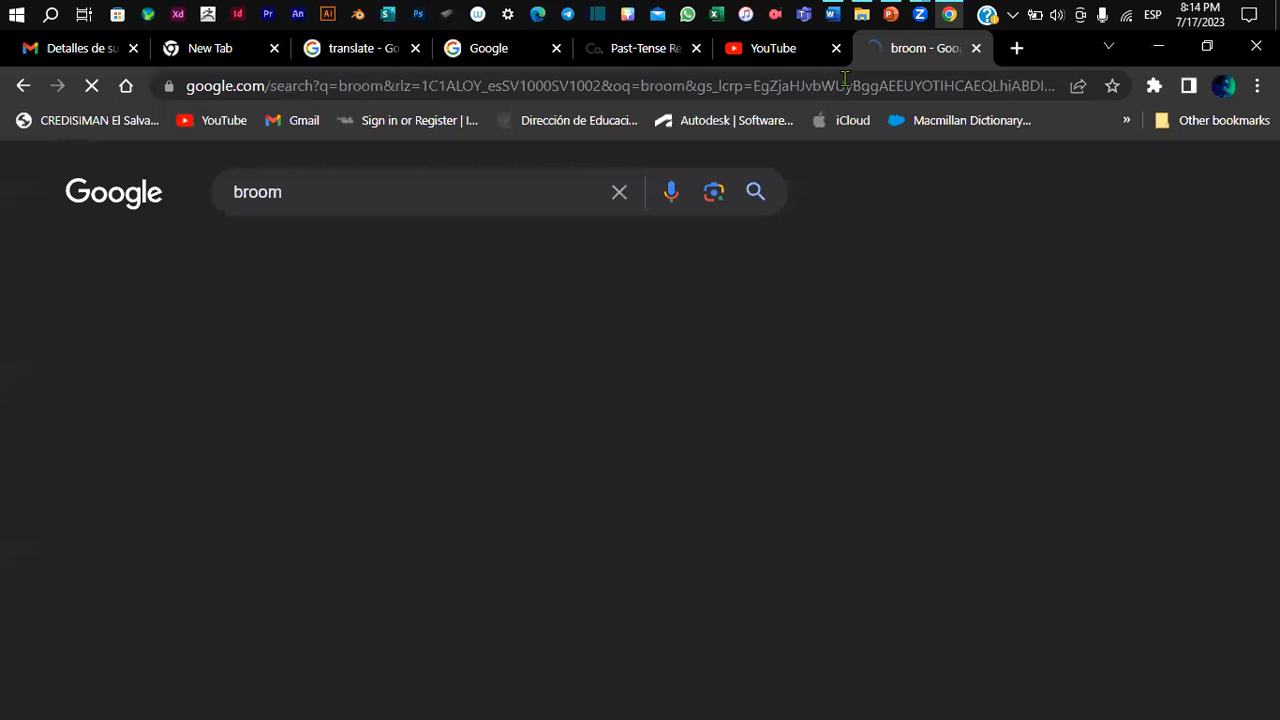 8:14 PM
ESP
7/17/2023
Detalles de su
New Tab
translate - Go
Google
Past-Tense Re
YouTube
broom - Goo
google.com/search?q=broom&rlz=1C1ALOY_esSV1000SV1002&oq=broom&gs_lcrp=EgZjaHJvbWUyBggAEEUYOTIHCAEQLhiABDI...
CREDISIMAN El Salva...
YouTube
Gmail
Sign in or Register | I...
Dirección de Educaci...
Autodesk | Software...
iCloud
Macmillan Dictionary...
»
Other bookmarks
Google
broom